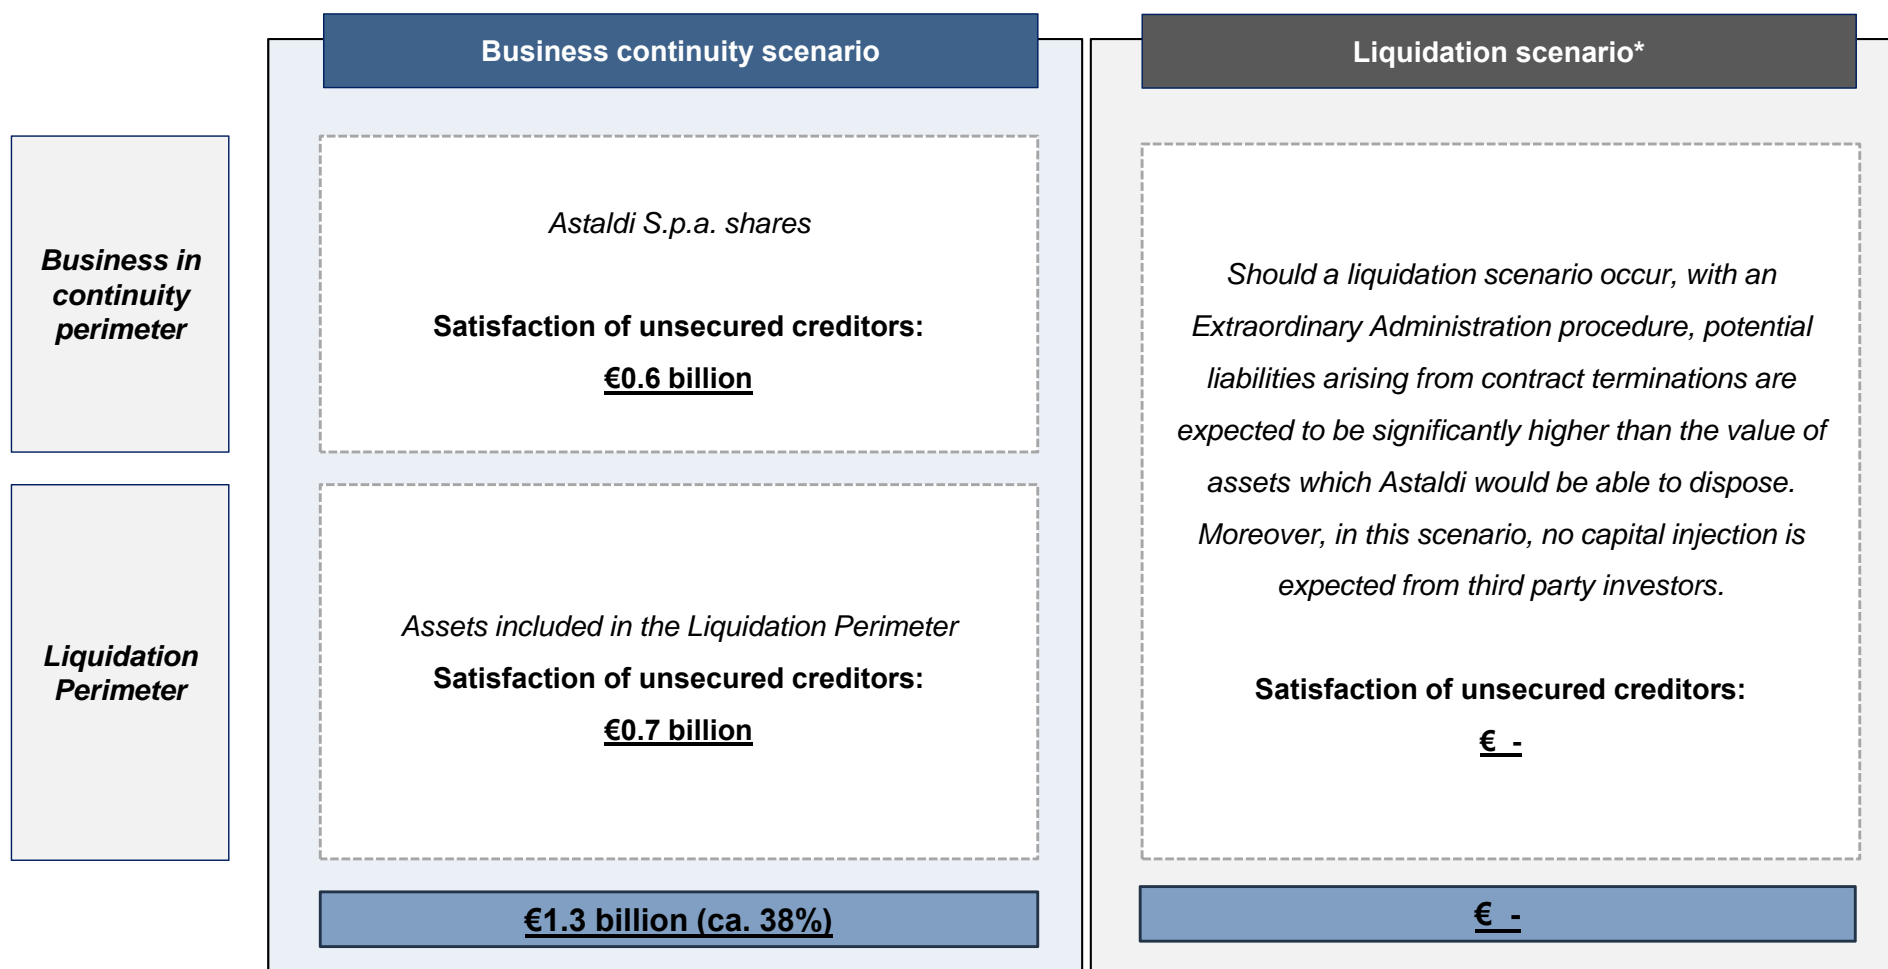 Business continuity scenario
Liquidation scenario*
Business in
continuity
perimeter
Astaldi S.p.a. shares
Satisfaction of unsecured creditors:
€0.6 billion
Liquidation
Perimeter
Assets included in the Liquidation Perimeter
Satisfaction of unsecured creditors:
€0.7 billion
Should a liquidation scenario occur, with an
Extraordinary Administration procedure, potential
liabilities arising from contract terminations are
expected to be significantly higher than the value of
assets which Astaldi would be able to dispose.
Moreover, in this scenario, no capital injection is
expected from third party investors.
Satisfaction of unsecured creditors:
€ -
€1.3 billion (ca. 38%)
€ -